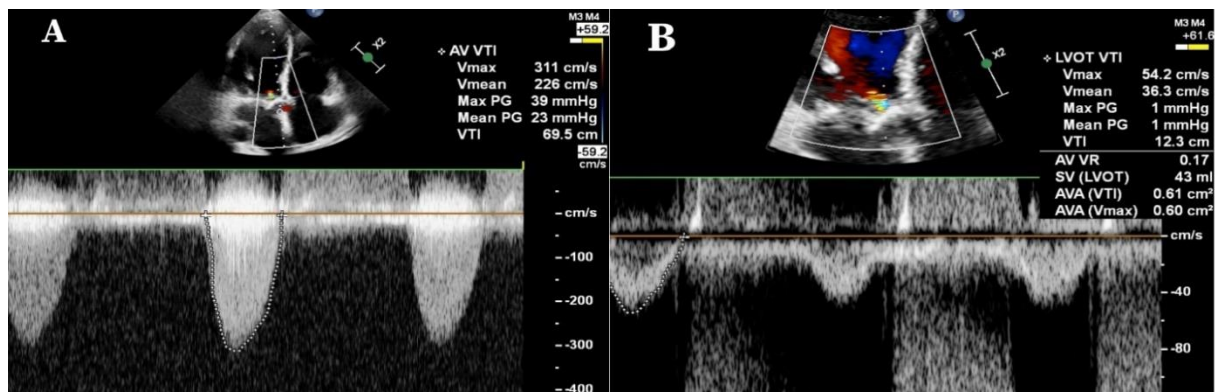 A
M3 M4
+59.2
X2
AV VTI
Vmax 311 cm/s
Vmean 226 cm/s
Max PG 39 mmHg
Mean PG 23 mmHg
VTI 69.5 cm
-59.2
cm/s
cm/s
-100
-200
-300
-400
B
P
M3 M4
+61.6
X2
LVOT VTI
Vmax 54.2 cm/s
Vmean 36.3 cm/s
Max PG 1 mmHg
Mean PG 1 mmHg
VTI 12.3 cm
AV VR 0.17
SV (LVOT) 43 ml
AVA (VTI) 0.61 cm²
AVA (Vmax) 0.60 cm²
cm/s
-40
-80